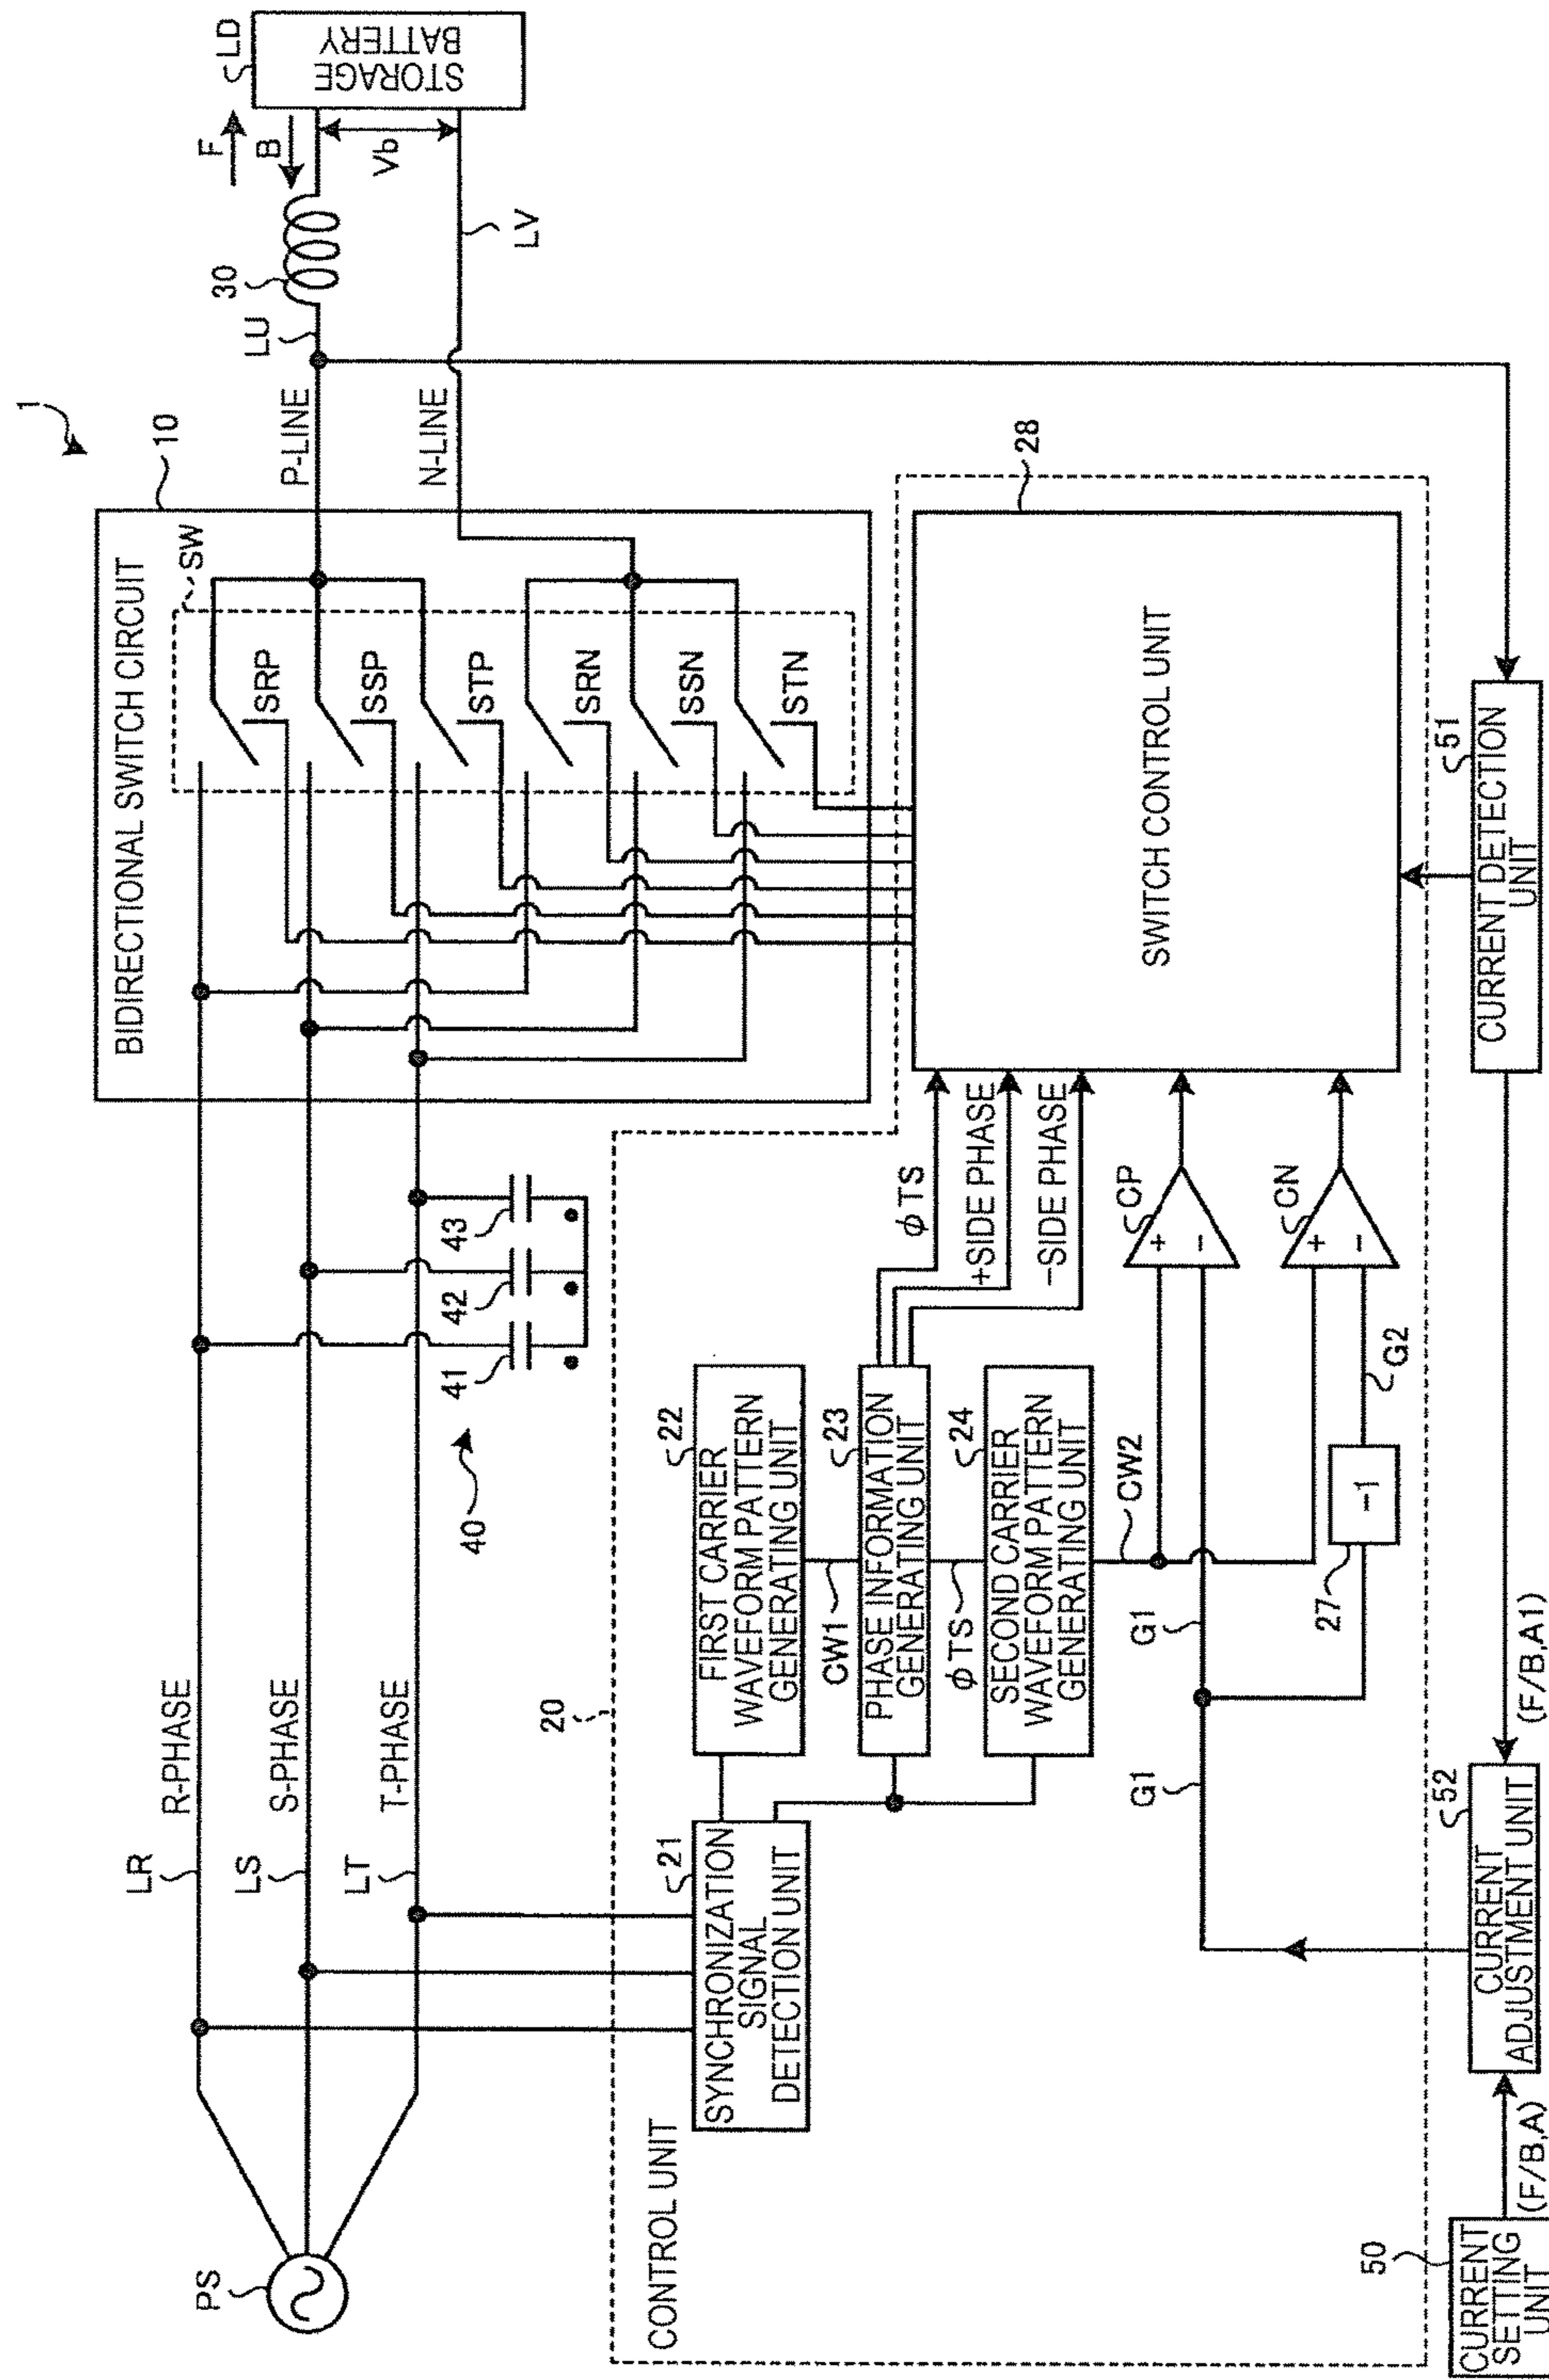 1
PS
LR
R-PHASE
LS
S-PHASE
LT
T-PHASE
40
41
42
43
10
BIDIRECTIONAL SWITCH CIRCUIT
SW
SRP
SSP
STP
SRN
SSN
STN
P-LINE
N-LINE
LU
30
LV
F
B
Vb
LD
STORAGE
BATTERY
20
CONTROL UNIT
21
SYNCHRONIZATION
SIGNAL
DETECTION UNIT
22
FIRST CARRIER
WAVEFORM PATTERN
GENERATING UNIT
CW1
23
PHASE INFORMATION
GENERATING UNIT
ϕTS
24
SECOND CARRIER
WAVEFORM PATTERN
GENERATING UNIT
CW2
ϕTS
+SIDE PHASE
−SIDE PHASE
G1
G1
27
−1
G2
CP
+
−
CN
+
−
28
SWITCH CONTROL UNIT
50
CURRENT
SETTING
UNIT
(F/B,A)
52
CURRENT
ADJUSTMENT UNIT
(F/B,A1)
51
CURRENT DETECTION
UNIT